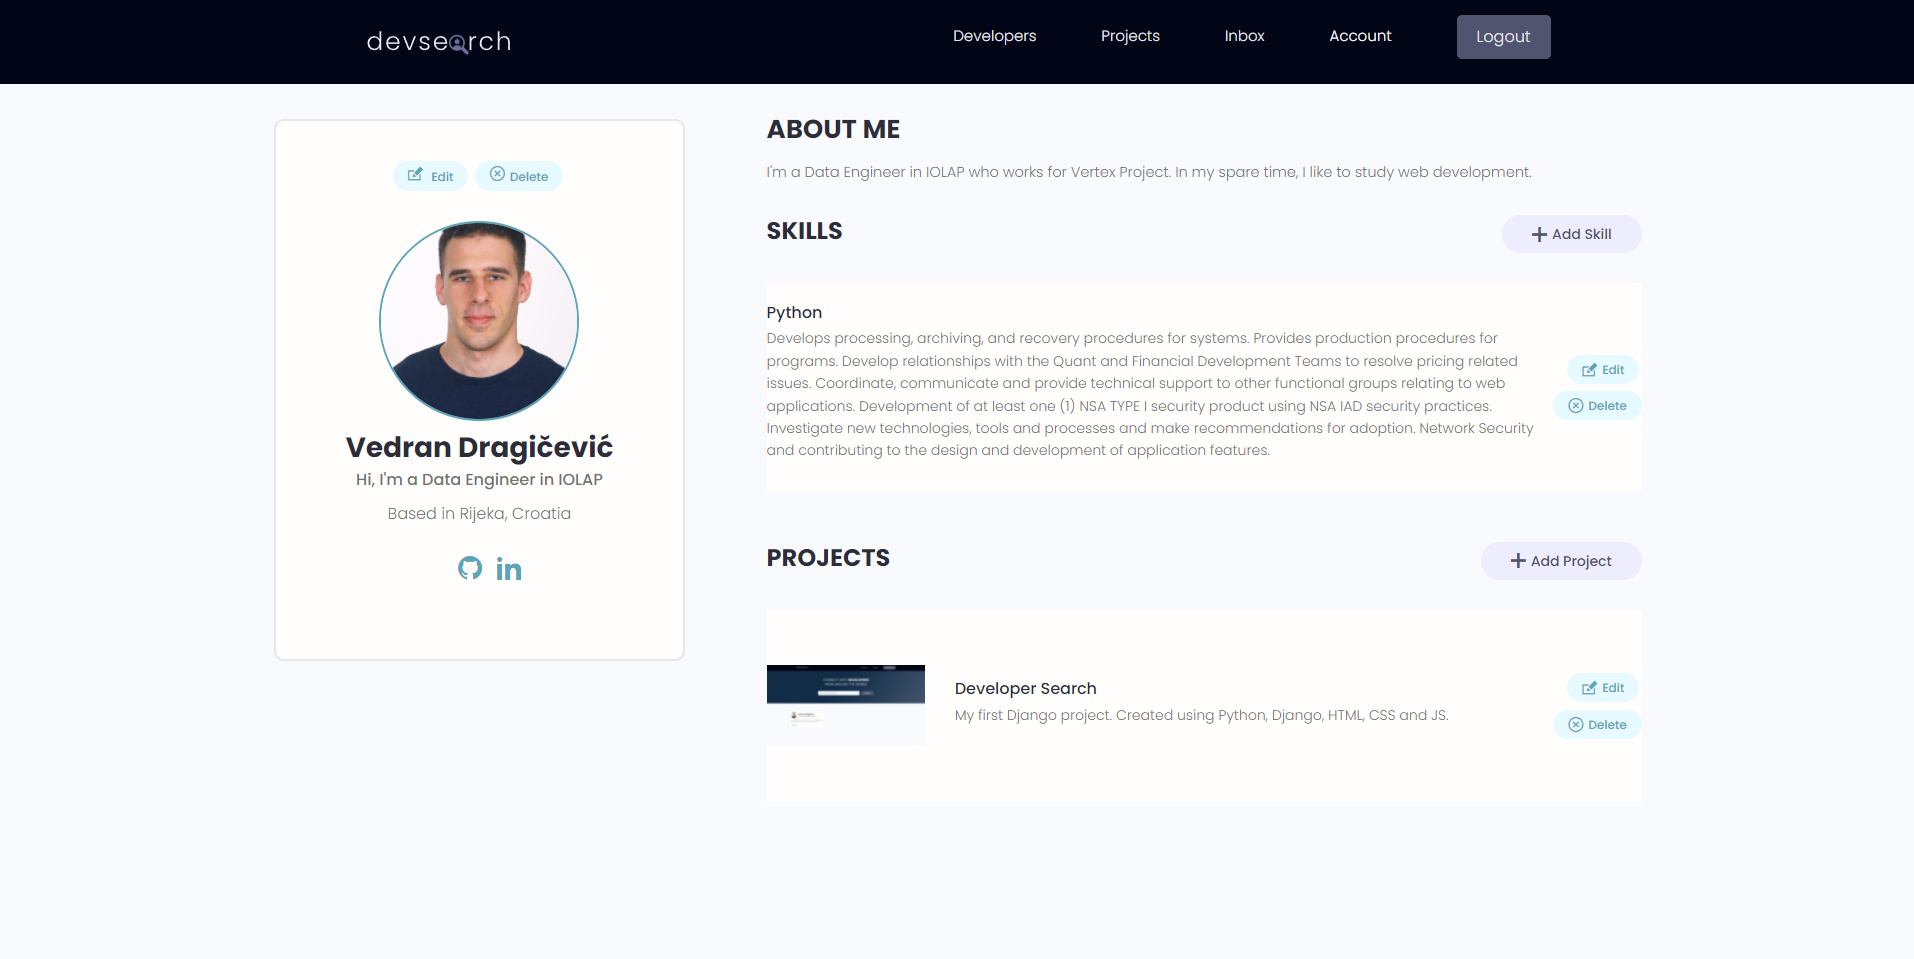 devsearch
Developers
Projects
Inbox
Account
Logout
Edit
Delete
Vedran Dragičević
Hi, I'm a Data Engineer in IOLAP
Based in Rijeka, Croatia
in
ABOUT ME
I'm a Data Engineer in IOLAP who works for Vertex Project. In my spare time, I like to study web development.
SKILLS
Add Skill
Python
Develops processing, archiving, and recovery procedures for systems. Provides production procedures for
programs. Develop relationships with the Quant and Financial Development Teams to resolve pricing related
issues. Coordinate, communicate and provide technical support to other functional groups relating to web
applications. Development of at least one (1) NSA TYPE I security product using NSA IAD security practices.
Investigate new technologies, tools and processes and make recommendations for adoption. Network Security
and contributing to the design and development of application features.
Edit
Delete
PROJECTS
Add Project
Developer Search
My first Django project. Created using Python, Django, HTML, CSS and JS.
Edit
Delete